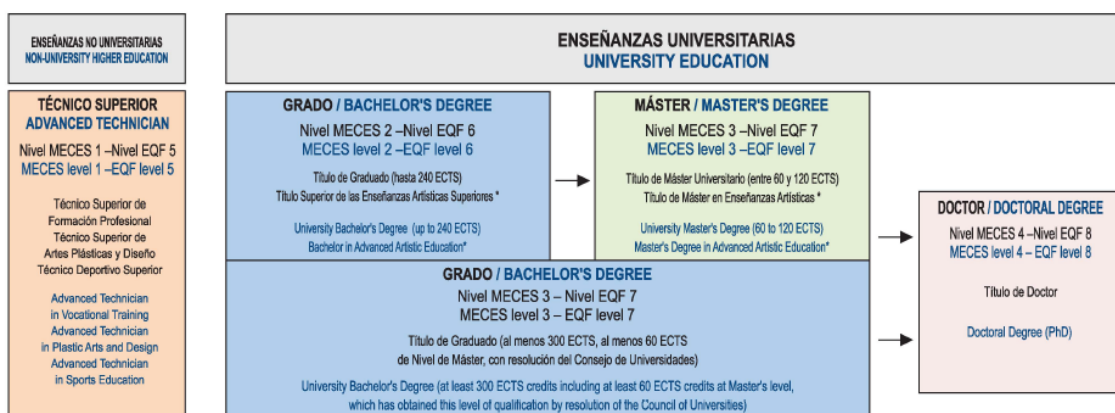 ENSEÑANZAS NO UNIVERSITARIAS
NON-UNIVERSITY HIGHER EDUCATION
TÉCNICO SUPERIOR
ADVANCED TECHNICIAN
Nivel MECES 1 –Nivel EQF 5
MECES level 1 –EQF level 5
Técnico Superior de
Formación Profesional
Técnico Superior de
Artes Plásticas y Diseño
Técnico Deportivo Superior
Advanced Technician
in Vocational Training
Advanced Technician
in Plastic Arts and Design
Advanced Technician
in Sports Education
ENSEÑANZAS UNIVERSITARIAS
UNIVERSITY EDUCATION
GRADO / BACHELOR'S DEGREE
Nivel MECES 2 –Nivel EQF 6
MECES level 2 –EQF level 6
Título de Graduado (hasta 240 ECTS)
Título Superior de las Enseñanzas Artísticas Superiores *
University Bachelor's Degree (up to 240 ECTS)
Bachelor in Advanced Artistic Education*
MÁSTER / MASTER'S DEGREE
Nivel MECES 3 –Nivel EQF 7
MECES level 3 –EQF level 7
Título de Máster Universitario (entre 60 y 120 ECTS)
Título de Máster en Enseñanzas Artísticas *
University Master's Degree (60 to 120 ECTS)
Master's Degree in Advanced Artistic Education*
GRADO / BACHELOR'S DEGREE
Nivel MECES 3 – Nivel EQF 7
MECES level 3 – EQF level 7
Título de Graduado (al menos 300 ECTS, al menos 60 ECTS
de Nivel de Máster, con resolución del Consejo de Universidades)
University Bachelor's Degree (at least 300 ECTS credits including at least 60 ECTS credits at Master's level,
which has obtained this level of qualification by resolution of the Council of Universities)
DOCTOR / DOCTORAL DEGREE
Nivel MECES 4 –Nivel EQF 8
MECES level 4 – EQF level 8
Título de Doctor
Doctoral Degree (PhD)